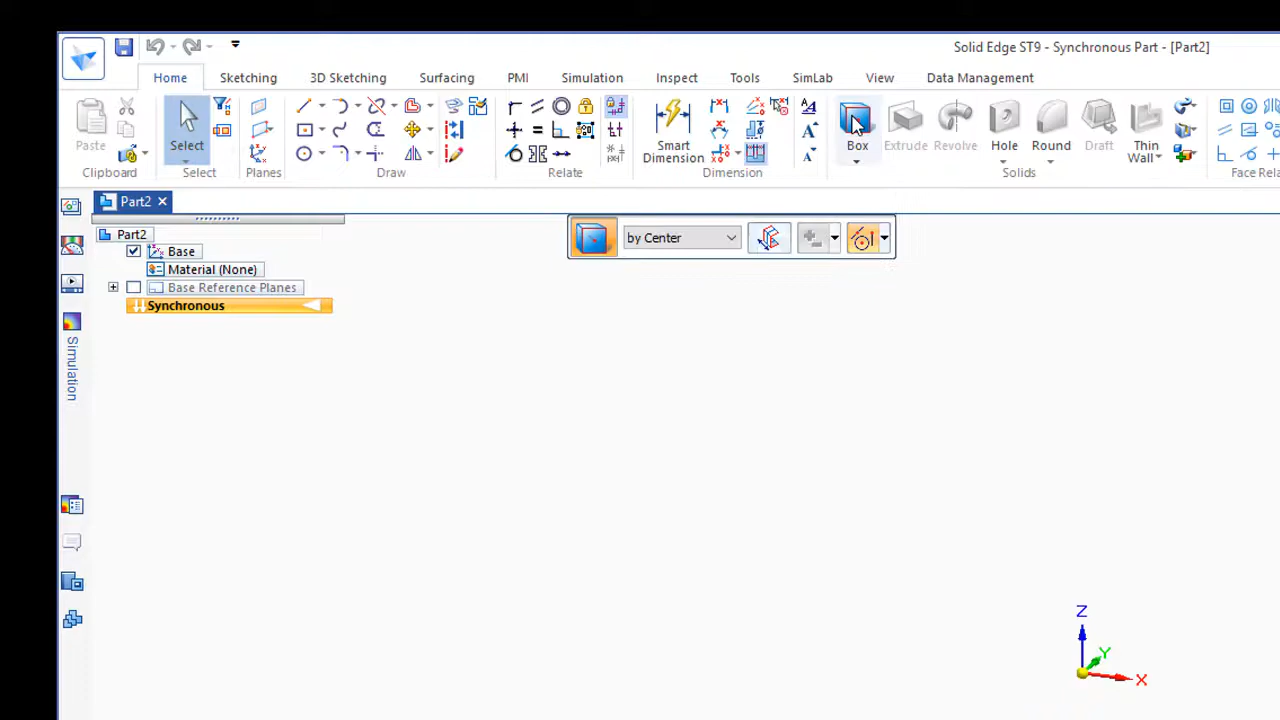 Solid Edge ST9 - Synchronous Part - [Part2]
Home Sketching 3D Sketching Surfacing PMI Simulation Inspect Tools SimLab View Data Management
Paste Select Smart Dimension Box Extrude Revolve Hole Round Draft Thin Wall
Clipboard Select Planes Draw Relate Dimension Solids Face Rela
Part2
by Center
Part2
Base
Material (None)
Base Reference Planes
Synchronous
Simulation
Z
Y
X